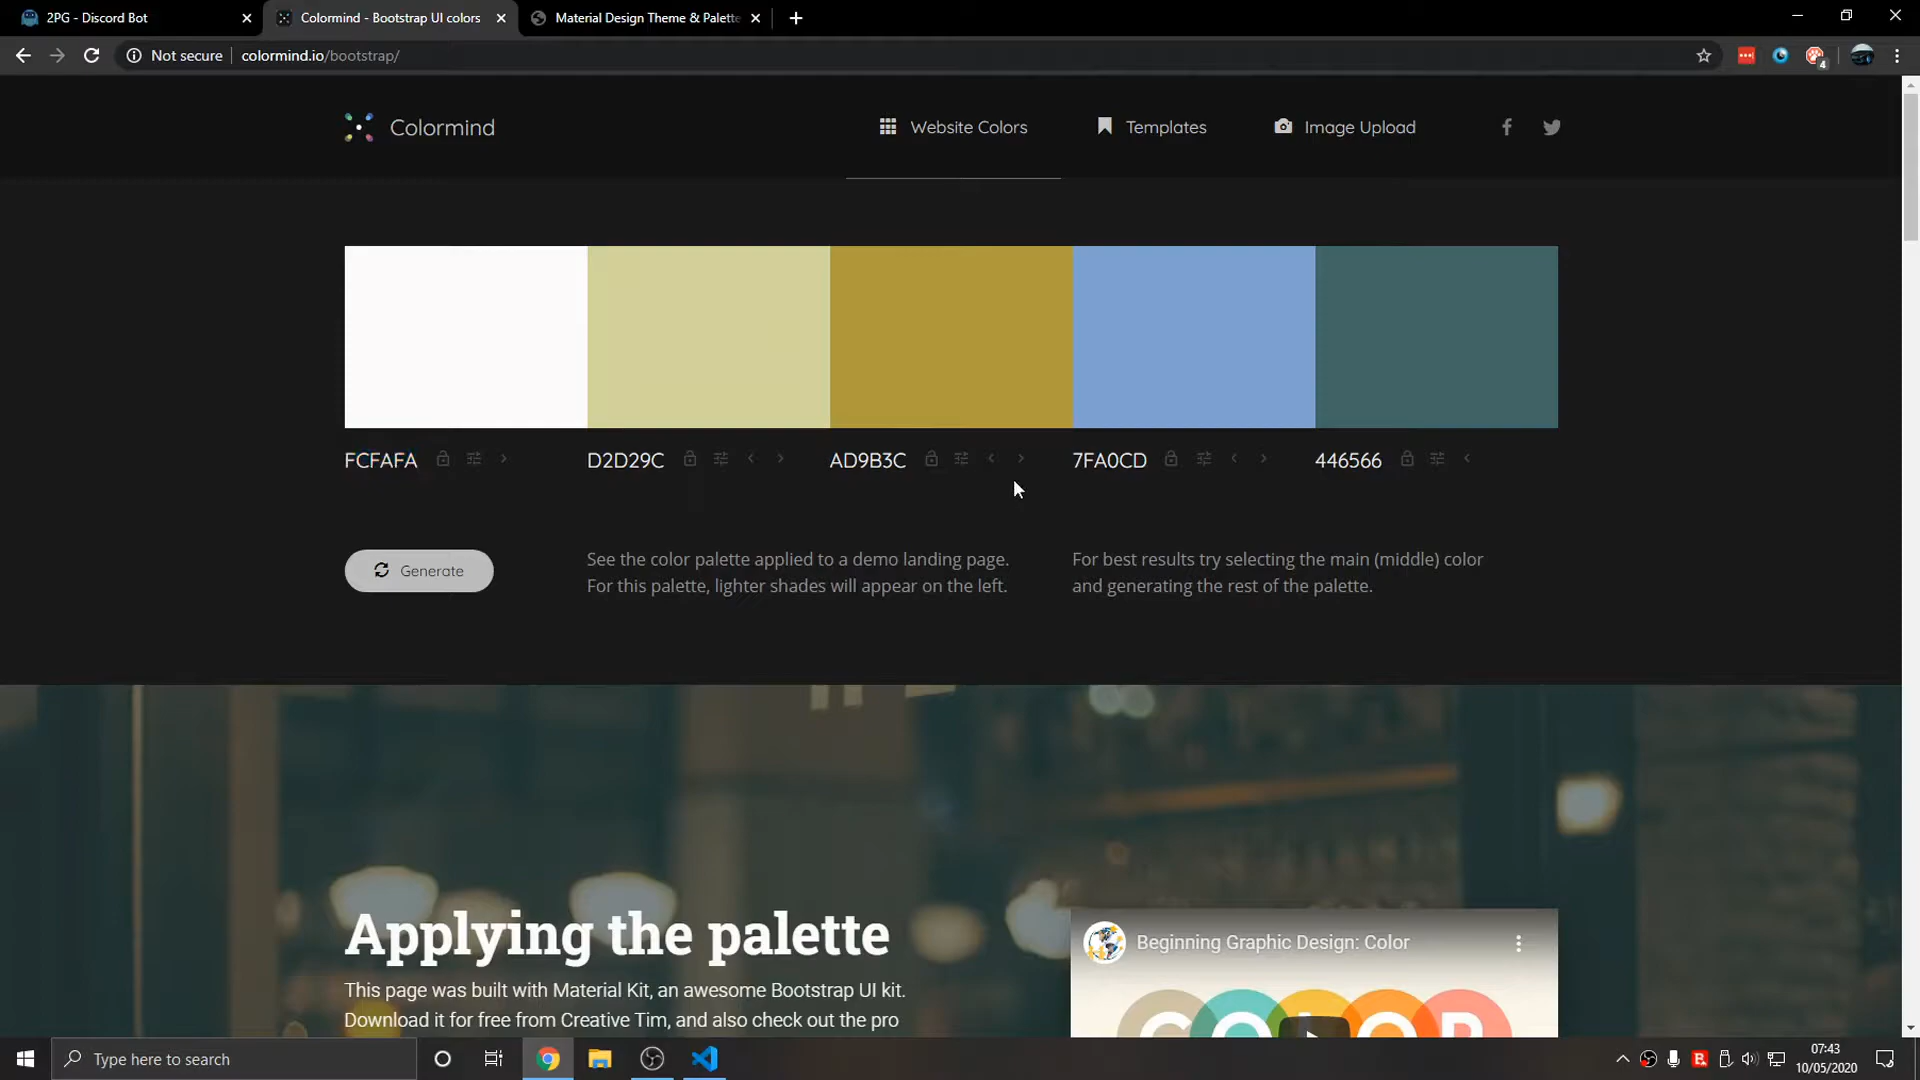 2PG - Discord Bot
Colormind - Bootstrap UI colors
Material Design Theme & Palette
Not secure
colormind.io/bootstrap/
4
Colormind
Website Colors
Templates
Image Upload
FCFAFA
D2D29C
AD9B3C
7FA0CD
446566
Generate
See the color palette applied to a demo landing page.
For this palette, lighter shades will appear on the left.
For best results try selecting the main (middle) color
and generating the rest of the palette.
Applying the palette
This page was built with Material Kit, an awesome Bootstrap UI kit.
Download it for free from Creative Tim, and also check out the pro
Beginning Graphic Design: Color
COLOR
Type here to search
07:43
10/05/2020